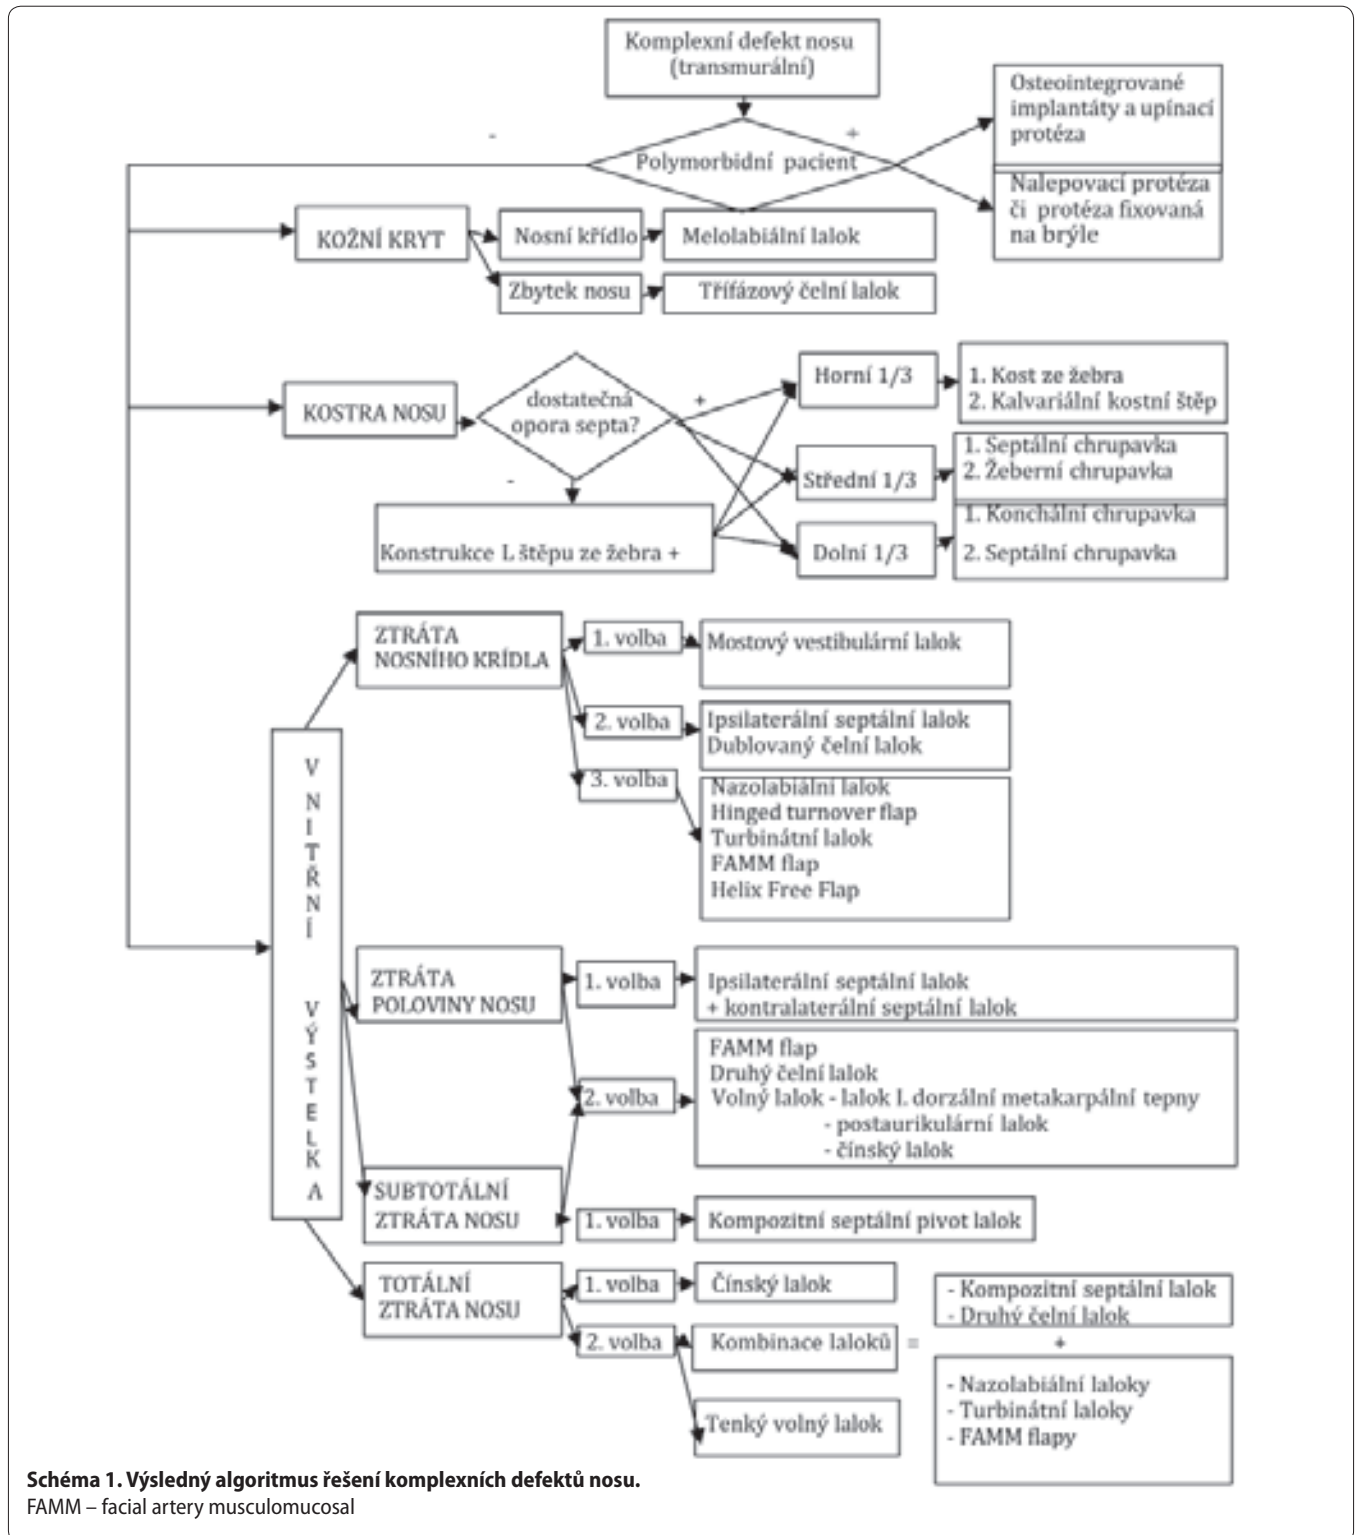 Komplexní defekt nosu
(transmurální)
Osteointegrované
implantáty a upínací
protéza
-
+
Polymorbidní pacient
Nalepovací protéza
či protéza fixovaná
na brýle
KOŽNÍ KRYT
Nosní křídlo
Melolabiální lalok
Zbytek nosu
Třífázový čelní lalok
KOSTRA NOSU
dostatečná
opora septa?
+
-
Horní 1/3
1. Kost ze žebra
2. Kalvariální kostní štěp
Střední 1/3
1. Septální chrupavka
2. Žeberní chrupavka
Konstrukce L štěpu ze žebra +
Dolní 1/3
1. Konchální chrupavka
2. Septální chrupavka
VNITŘNÍ
VÝSTELKA
ZTRÁTA
NOSNÍHO KRÍDLA
1. volba
Mostový vestibulární lalok
2. volba
Ipsilaterální septální lalok
Dublovaný čelní lalok
3. volba
Nazolabiální lalok
Hinged turnover flap
Turbinátní lalok
FAMM flap
Helix Free Flap
ZTRÁTA
POLOVINY NOSU
1. volba
Ipsilaterální septální lalok
+ kontralaterální septální lalok
2. volba
FAMM flap
Druhý čelní lalok
Volný lalok - lalok I. dorzální metakarpální tepny
- postaurikulární lalok
- čínský lalok
SUBTOTÁLNÍ
ZTRÁTA NOSU
1. volba
Kompozitní septální pivot lalok
TOTÁLNÍ
ZTRÁTA NOSU
1. volba
Čínský lalok
2. volba
Kombinace laloků
=
- Kompozitní septální lalok
- Druhý čelní lalok
+
- Nazolabiální laloky
- Turbinátní laloky
- FAMM flapy
Tenký volný lalok
Schéma 1. Výsledný algoritmus řešení komplexních defektů nosu.
FAMM – facial artery musculomucosal